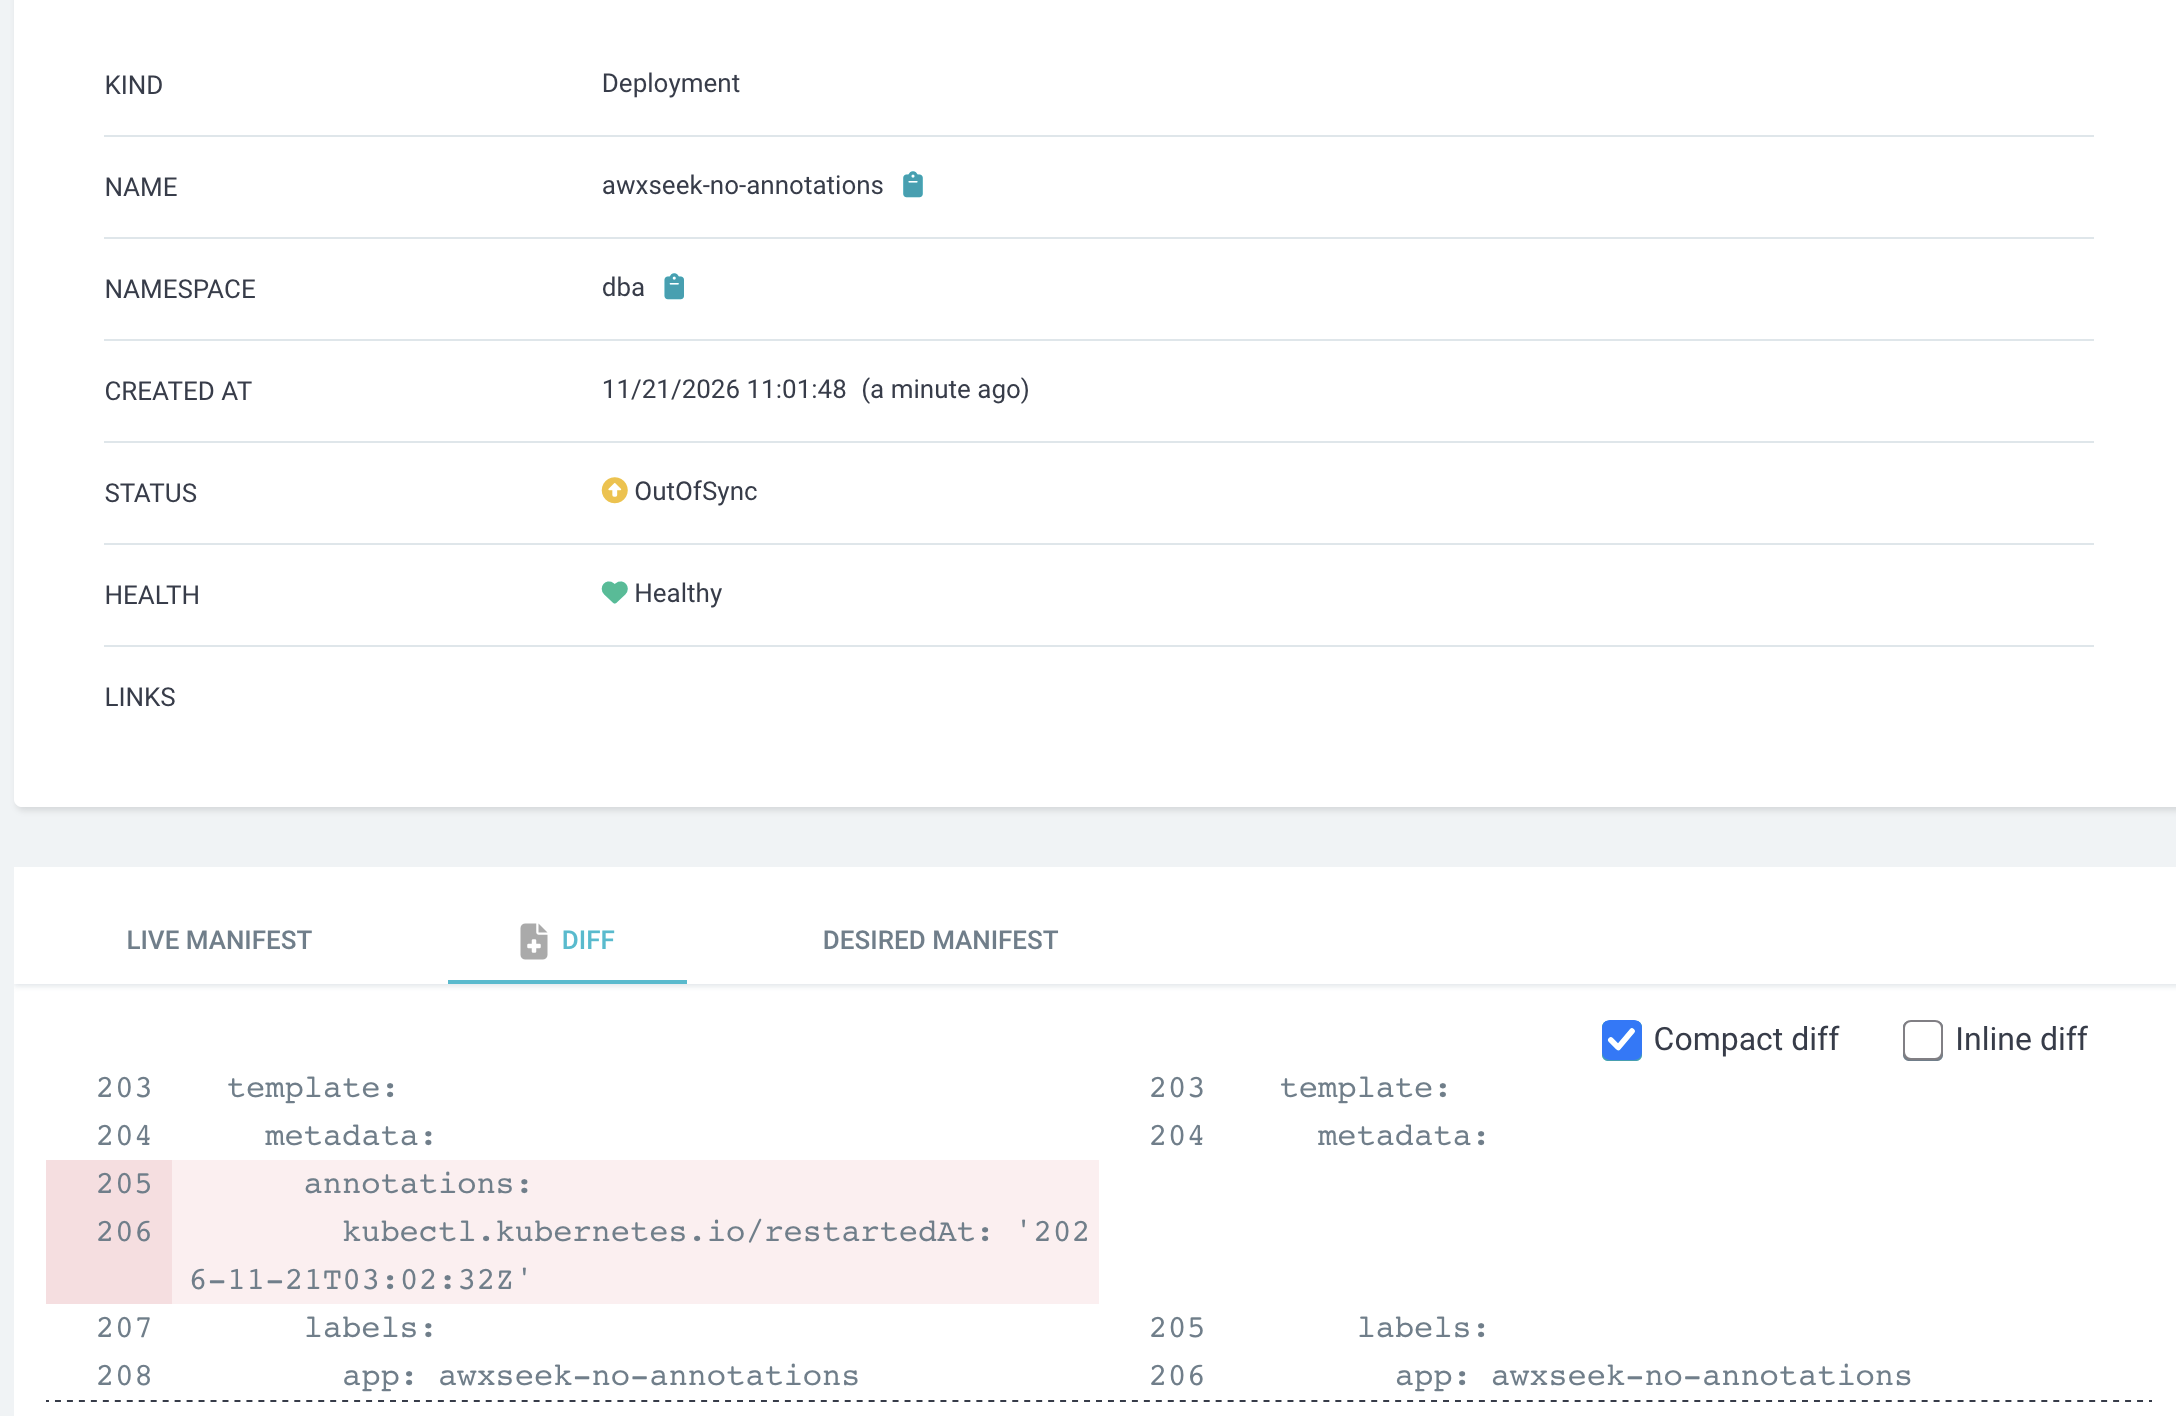 KIND Deployment
NAME awxseek-no-annotations
NAMESPACE dba
CREATED AT 11/21/2026 11:01:48 (a minute ago)
STATUS OutOfSync
HEALTH Healthy
LINKS
LIVE MANIFEST DIFF DESIRED MANIFEST
Compact diff Inline diff
203 template: 203 template:
204 metadata: 204 metadata:
205 annotations:
206 kubectl.kubernetes.io/restartedAt: '202
6-11-21T03:02:32Z'
207 labels: 205 labels:
208 app: awxseek-no-annotations 206 app: awxseek-no-annotations